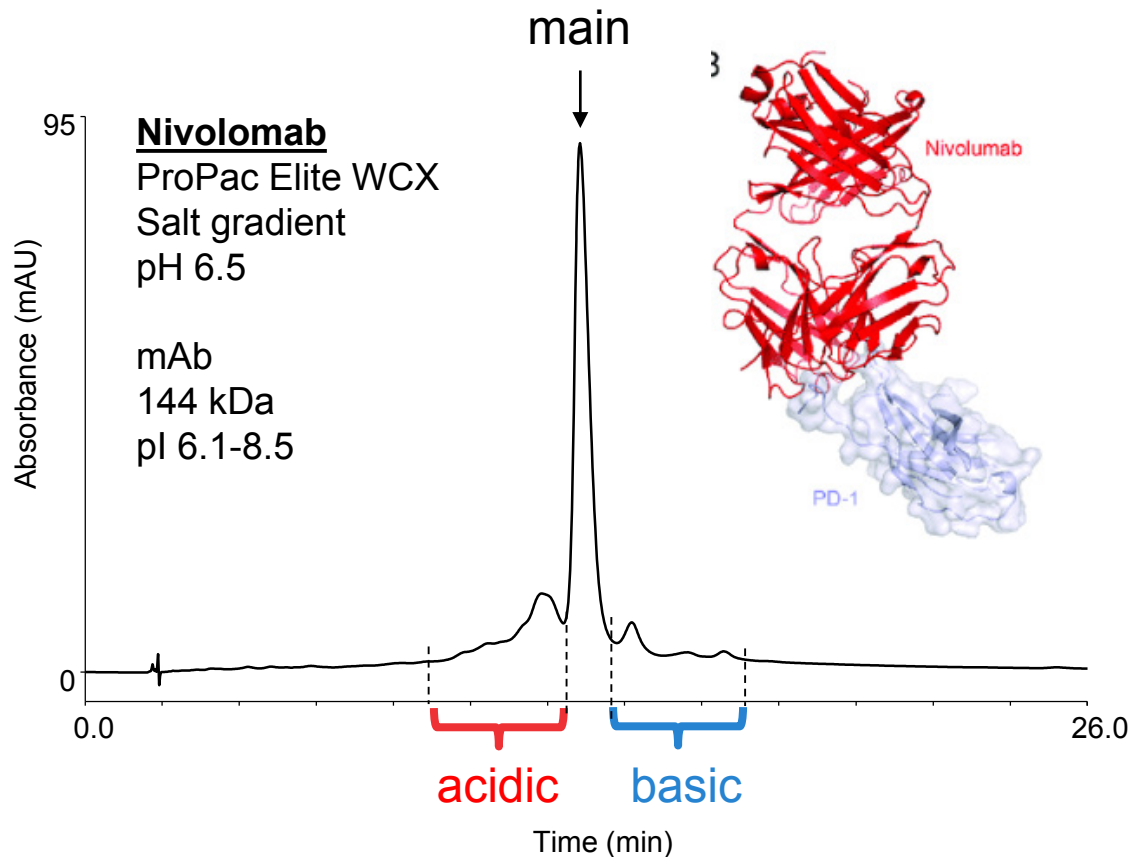 main
95
Nivolomab
ProPac Elite WCX
Salt gradient
pH 6.5
mAb
144 kDa
pI 6.1-8.5
Absorbance (mAU)
Nivolumab
PD-1
0
0.0
26.0
acidic
basic
Time (min)